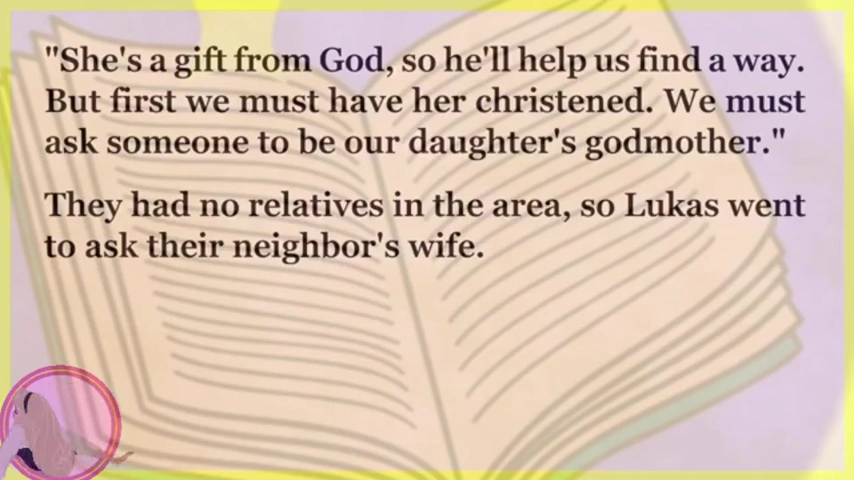 "She's a gift from God, so he'll help us find a way.
But first we must have her christened. We must
ask someone to be our daughter's godmother."
They had no relatives in the area, so Lukas went
to ask their neighbor's wife.